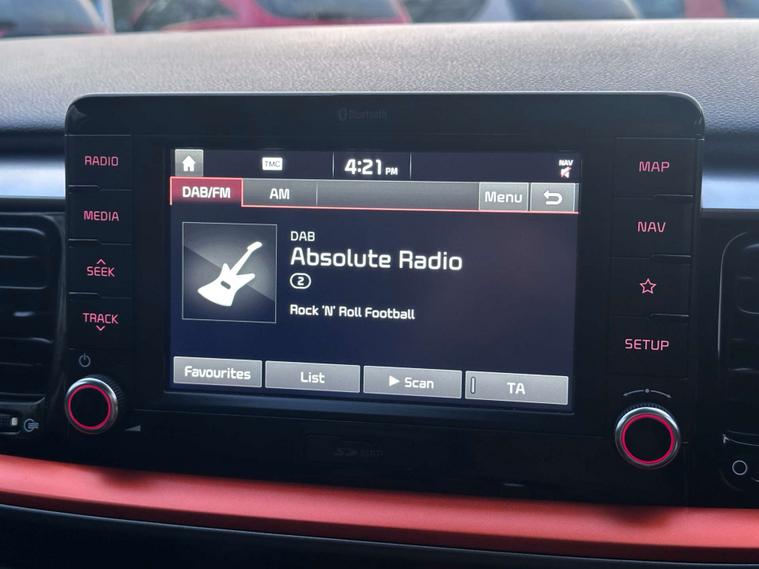 Bluetooth
RADIO
MEDIA
SEEK
TRACK
TMC
4:21 PM
NAV
DAB/FM
AM
Menu
DAB
Absolute Radio
2
Rock 'N' Roll Football
Favourites
List
Scan
TA
MAP
NAV
SETUP